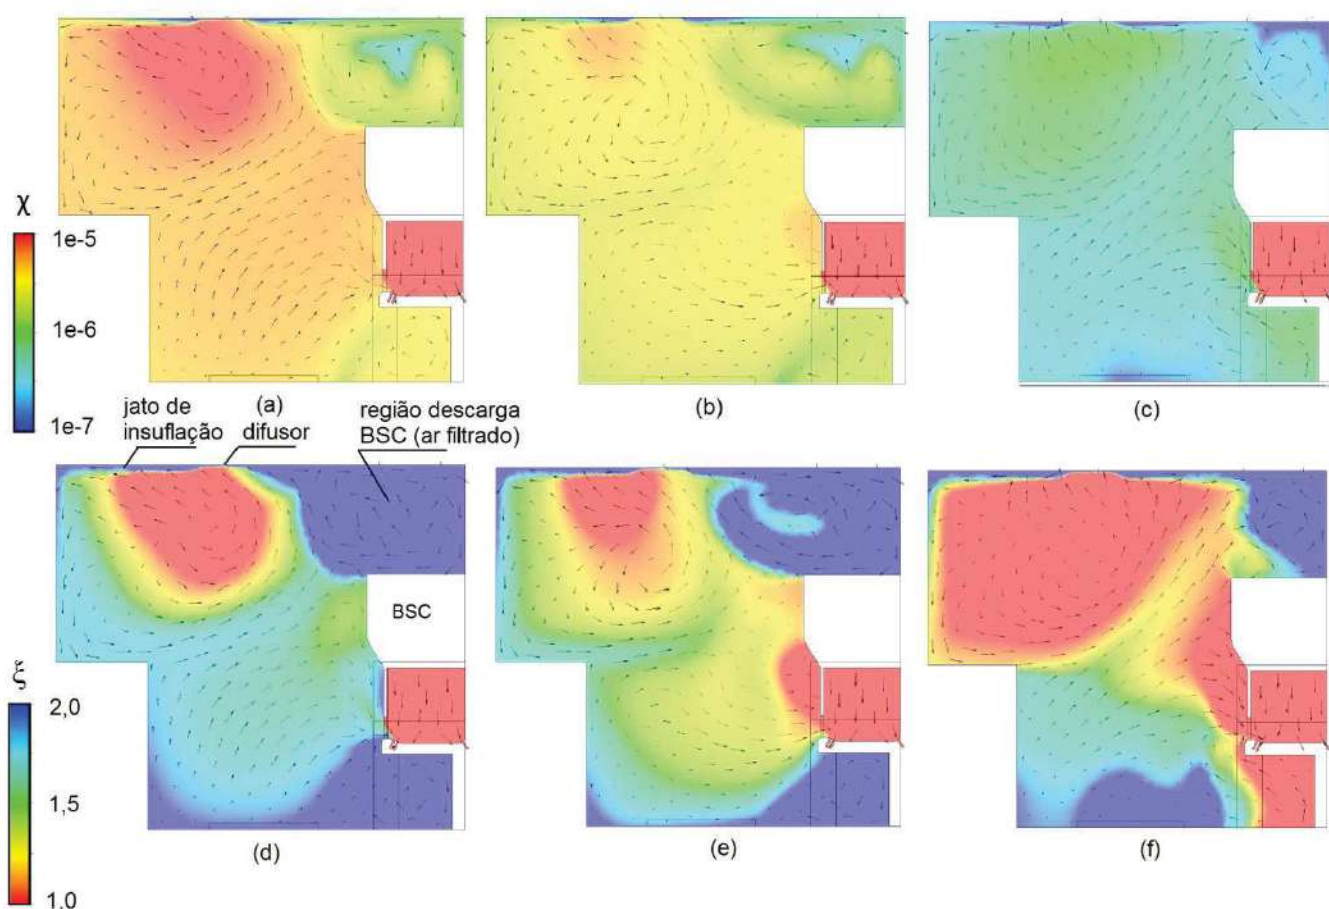 χ
1e-5
1e-6
1e-7
(a)
(b)
(c)
jato de
insuflação
difusor
região descarga
BSC (ar filtrado)
BSC
ξ
2,0
1,5
1.0
(d)
(e)
(f)